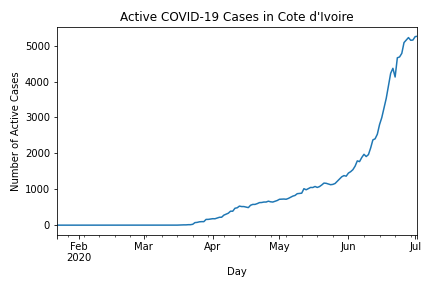 Active COVID-19 Cases in Cote d'Ivoire
Number of Active Cases
5000
4000
3000
2000
1000
0
Feb Mar Apr May Jun Jul
2020
Day